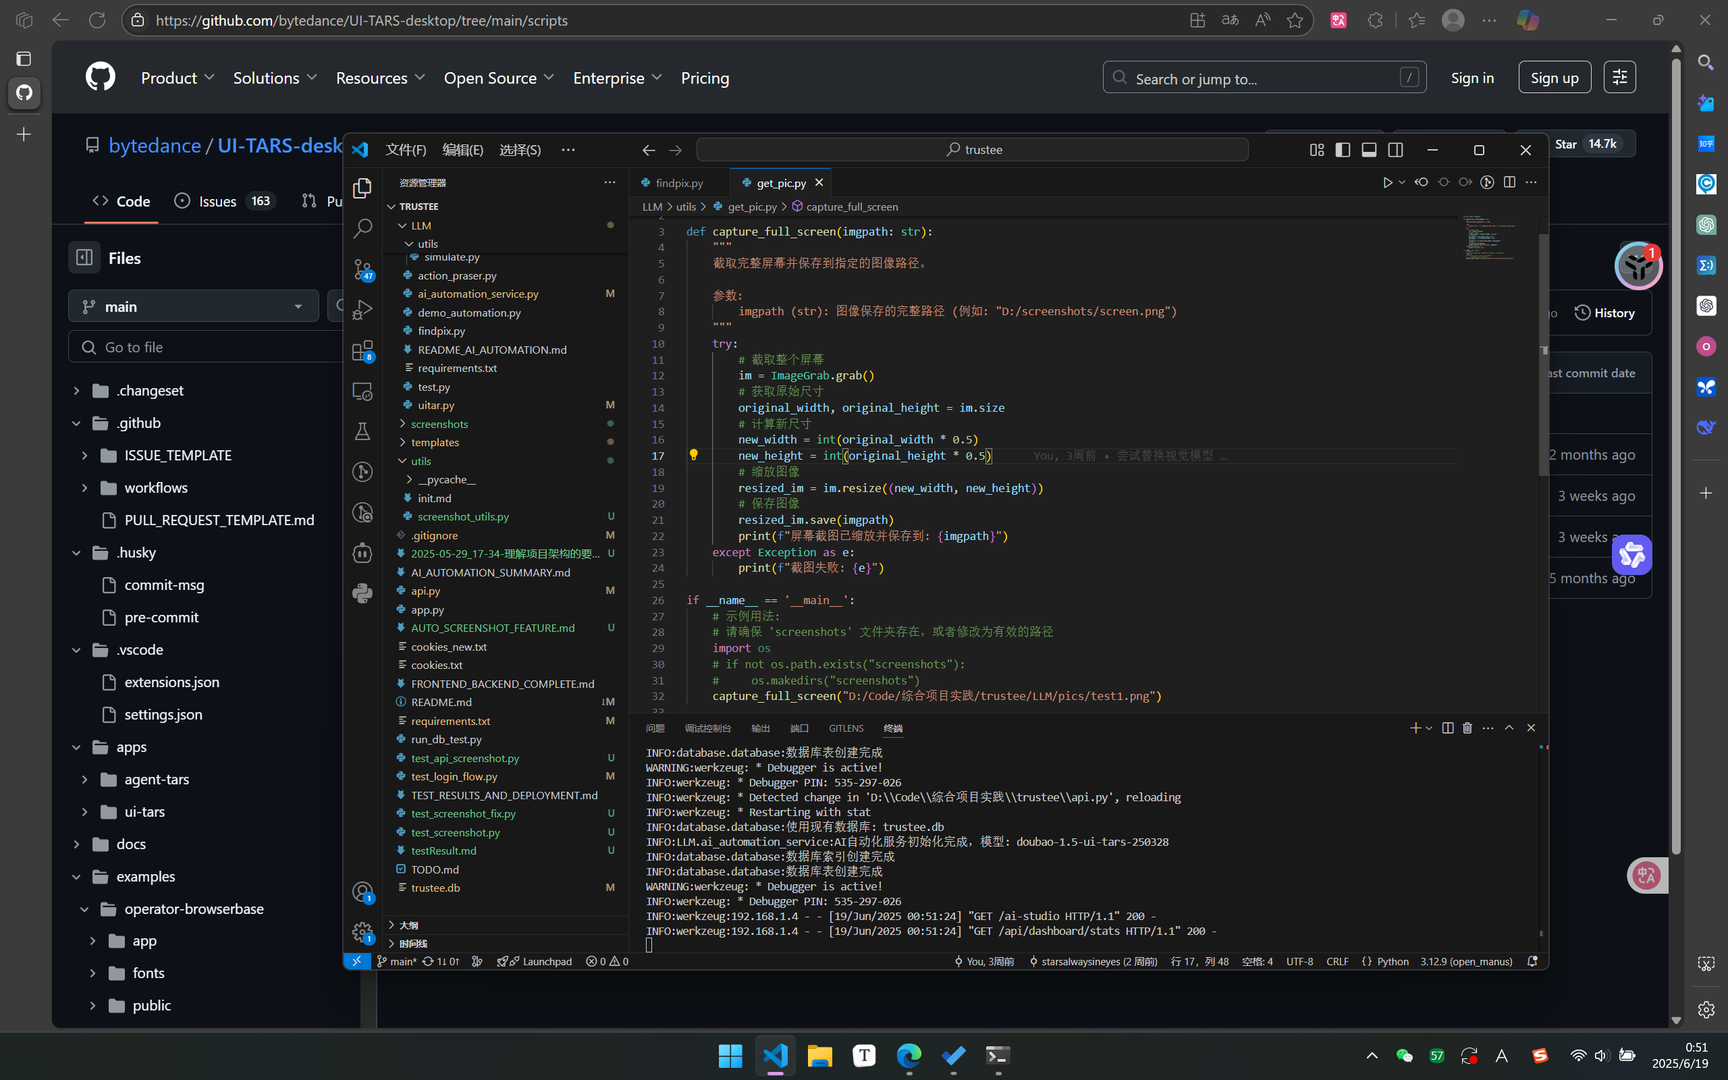 https://github.com/bytedance/UI-TARS-desktop/tree/main/scripts
Product
Solutions
Resources
Open Source
Enterprise
Pricing
Search or jump to...
/
Sign in
Sign up
bytedance / UI-TARS-desk
Star 14.7k
Code
Issues 163
Pu
Files
main
Go to file
.changeset
.github
ISSUE_TEMPLATE
workflows
PULL_REQUEST_TEMPLATE.md
.husky
commit-msg
pre-commit
.vscode
extensions.json
settings.json
apps
agent-tars
ui-tars
docs
examples
operator-browserbase
app
fonts
public
文件(F)
编辑(E)
选择(S)
trustee
资源管理器
TRUSTEE
LLM
utils
simulate.py
action_praser.py
ai_automation_service.py M
demo_automation.py
findpix.py
README_AI_AUTOMATION.md
requirements.txt
test.py
uitar.py M
screenshots
templates
utils
__pycache__
init.md
screenshot_utils.py U
.gitignore M
2025-05-29_17-34-理解项目架构的要... U
AI_AUTOMATION_SUMMARY.md
api.py M
app.py
AUTO_SCREENSHOT_FEATURE.md U
cookies_new.txt
cookies.txt
FRONTEND_BACKEND_COMPLETE.md
README.md ↓M
requirements.txt M
run_db_test.py
test_api_screenshot.py U
test_login_flow.py M
TEST_RESULTS_AND_DEPLOYMENT.md
test_screenshot_fix.py U
test_screenshot.py U
testResult.md U
TODO.md
trustee.db M
大纲
时间线
47
8
1
1
findpix.py
get_pic.py
LLM > utils > get_pic.py > capture_full_screen
3 def capture_full_screen(imgpath: str):
4 """
5 截取完整屏幕并保存到指定的图像路径。
6
7 参数:
8 imgpath (str): 图像保存的完整路径 (例如: "D:/screenshots/screen.png")
9 """
10 try:
11 # 截取整个屏幕
12 im = ImageGrab.grab()
13 # 获取原始尺寸
14 original_width, original_height = im.size
15 # 计算新尺寸
16 new_width = int(original_width * 0.5)
17 new_height = int(original_height * 0.5) You, 3周前 • 尝试替换视觉模型 …
18 # 缩放图像
19 resized_im = im.resize((new_width, new_height))
20 # 保存图像
21 resized_im.save(imgpath)
22 print(f"屏幕截图已缩放并保存到: {imgpath}")
23 except Exception as e:
24 print(f"截图失败: {e}")
25
26 if __name__ == '__main__':
27 # 示例用法:
28 # 请确保 'screenshots' 文件夹存在, 或者修改为有效的路径
29 import os
30 # if not os.path.exists("screenshots"):
31 # os.makedirs("screenshots")
32 capture_full_screen("D:/Code/综合项目实践/trustee/LLM/pics/test1.png")
33
问题
调试控制台
输出
端口
GITLENS
终端
INFO:database.database:数据库表创建完成
WARNING:werkzeug: * Debugger is active!
INFO:werkzeug: * Debugger PIN: 535-297-026
INFO:werkzeug: * Detected change in 'D:\\Code\\综合项目实践\\trustee\\api.py', reloading
INFO:werkzeug: * Restarting with stat
INFO:database.database:使用现有数据库: trustee.db
INFO:LLM.ai_automation_service:AI自动化服务初始化完成, 模型: doubao-1.5-ui-tars-250328
INFO:database.database:数据库索引创建完成
INFO:database.database:数据库表创建完成
WARNING:werkzeug: * Debugger is active!
INFO:werkzeug: * Debugger PIN: 535-297-026
INFO:werkzeug:192.168.1.4 - - [19/Jun/2025 00:51:24] "GET /ai-studio HTTP/1.1" 200 -
INFO:werkzeug:192.168.1.4 - - [19/Jun/2025 00:51:24] "GET /api/dashboard/stats HTTP/1.1" 200 -
main* 1↓ 0↑
Launchpad
0 0
You, 3周前
starsalwaysineyes (2 周前)
行 17, 列 48
空格: 4
UTF-8
CRLF
Python
3.12.9 (open_manus)
1
go
History
ast commit date
2 months ago
3 weeks ago
3 weeks ag
5 months ago
57
0:51
2025/6/19